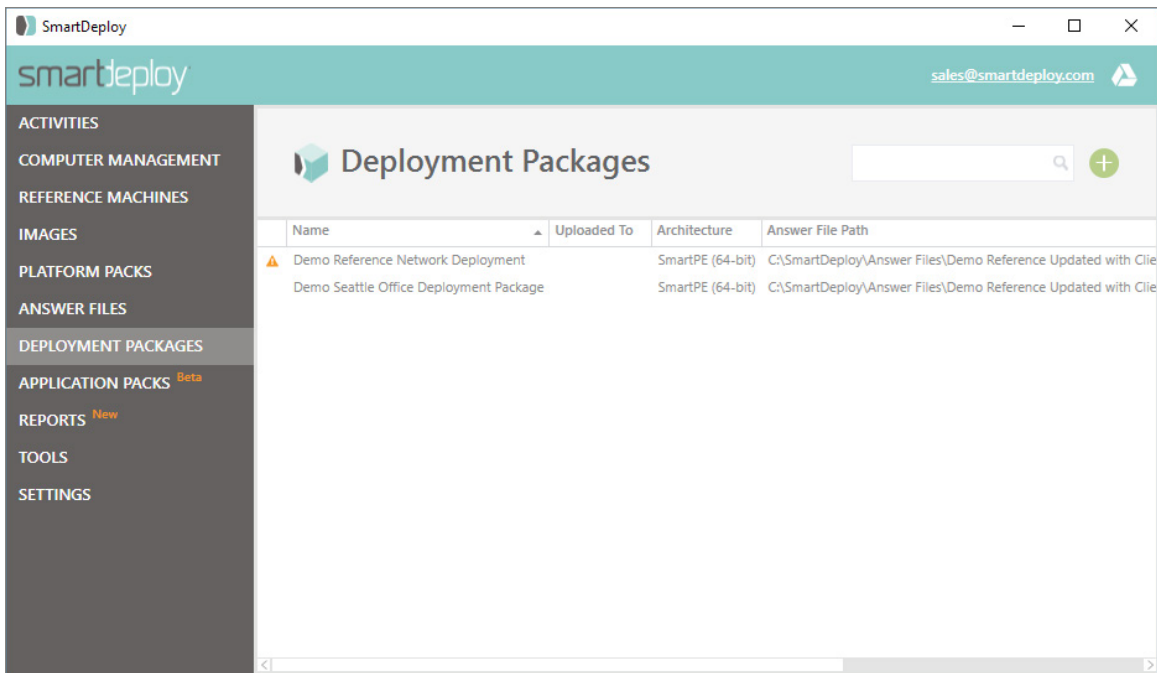 SmartDeploy
smartdeploy
sales@smartdeploy.com
ACTIVITIES
COMPUTER MANAGEMENT
REFERENCE MACHINES
IMAGES
PLATFORM PACKS
ANSWER FILES
DEPLOYMENT PACKAGES
APPLICATION PACKS Beta
REPORTS New
TOOLS
SETTINGS
Deployment Packages
Name Uploaded To Architecture Answer File Path
Demo Reference Network Deployment SmartPE (64-bit) C:\SmartDeploy\Answer Files\Demo Reference Updated with Clie
Demo Seattle Office Deployment Package SmartPE (64-bit) C:\SmartDeploy\Answer Files\Demo Reference Updated with Clie